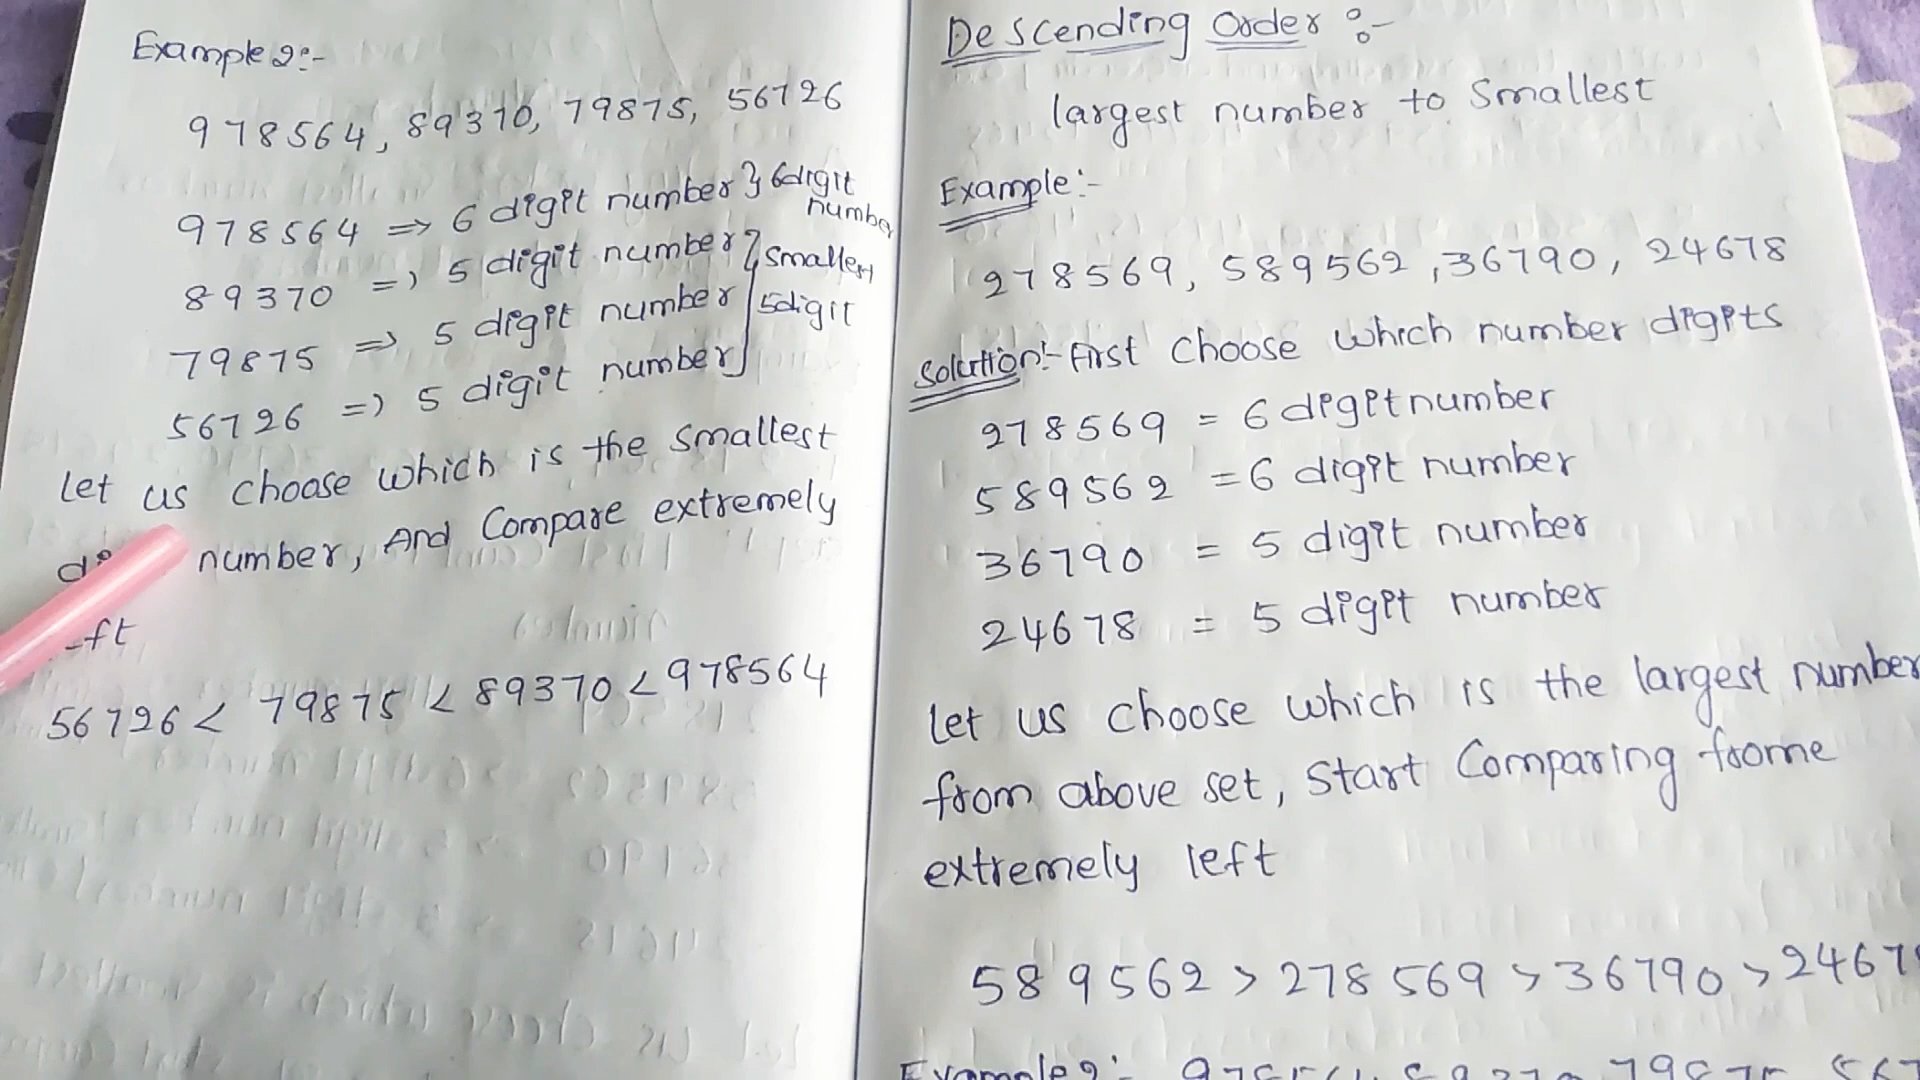 Example 2:-
978564, 89370, 79875, 56726
978564 => 6 digit number } 6digit number
89370 => 5 digit number } smallest
79875 => 5 digit number 5digit
56726 => 5 digit number
Let us choose which is the smallest
number, And Compare extremely
56726 < 79875 < 89370 < 978564
Descending Order :-
largest number to Smallest
Example:-
278569, 589562, 36790, 24678
Solution:- First choose which number digits
278569 = 6 digit number
589562 = 6 digit number
36790 = 5 digit number
24678 = 5 digit number
Let us choose which is the largest number
from above set, Start Comparing frome
extremely left
589562 > 278569 > 36790 > 2467
Example 2:-